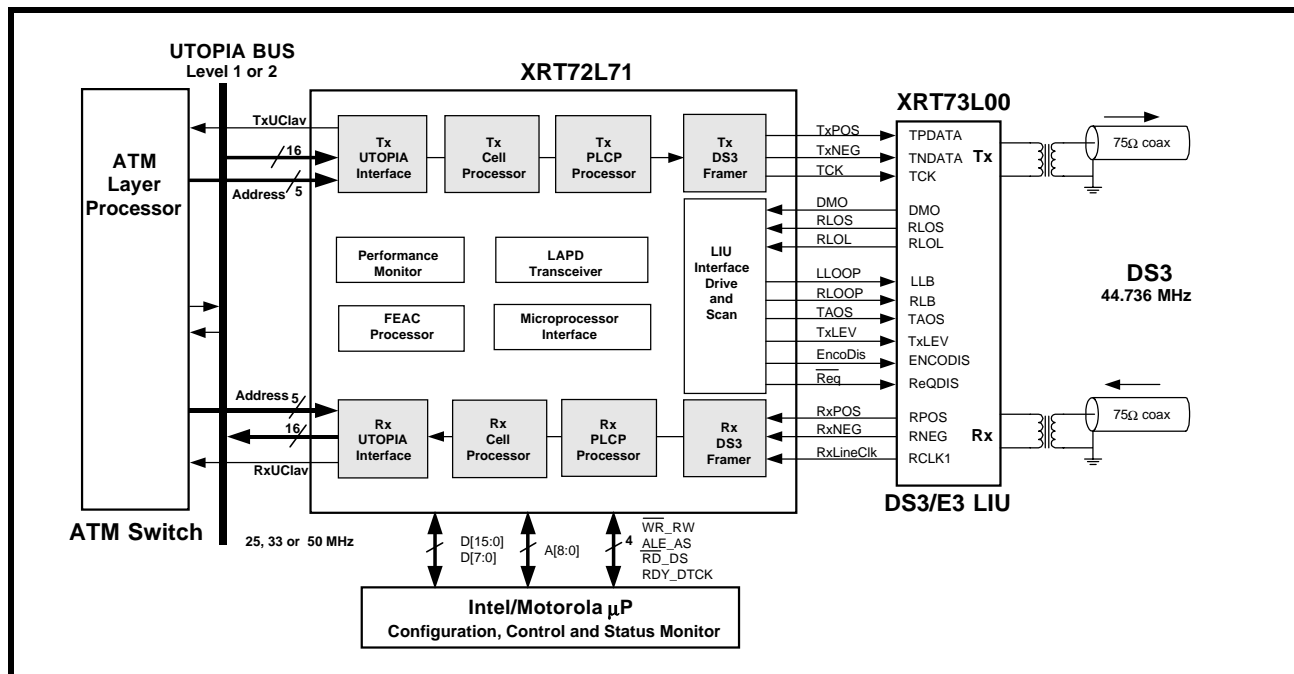 UTOPIA BUS
Level 1 or 2
XRT72L71
XRT73L00
ATM
Layer
Processor
TxUClav
16
Address
5
Tx
UTOPIA
Interface
Tx
Cell
Processor
Tx
PLCP
Processor
Tx
DS3
Framer
TxPOS
TxNEG
TCK
TPDATA
TNDATA
TCK
Tx
75Ω coax
Performance
Monitor
LAPD
Transceiver
FEAC
Processor
Microprocessor
Interface
LIU
Interface
Drive
and
Scan
DMO
RLOS
RLOL
LLOOP
RLOOP
TAOS
TxLEV
EncoDis
Req
DMO
RLOS
RLOL
LLB
RLB
TAOS
TxLEV
ENCODIS
ReQDIS
DS3
44.736 MHz
Address
5
16
RxUClav
Rx
UTOPIA
Interface
Rx
Cell
Processor
Rx
PLCP
Processor
Rx
DS3
Framer
RxPOS
RxNEG
RxLineClk
RPOS
RNEG
RCLK1
Rx
75Ω coax
ATM Switch
DS3/E3 LIU
25, 33 or 50 MHz
D[15:0]
D[7:0]
A[8:0]
4
WR_RW
ALE_AS
RD_DS
RDY_DTCK
Intel/Motorola µP
Configuration, Control and Status Monitor